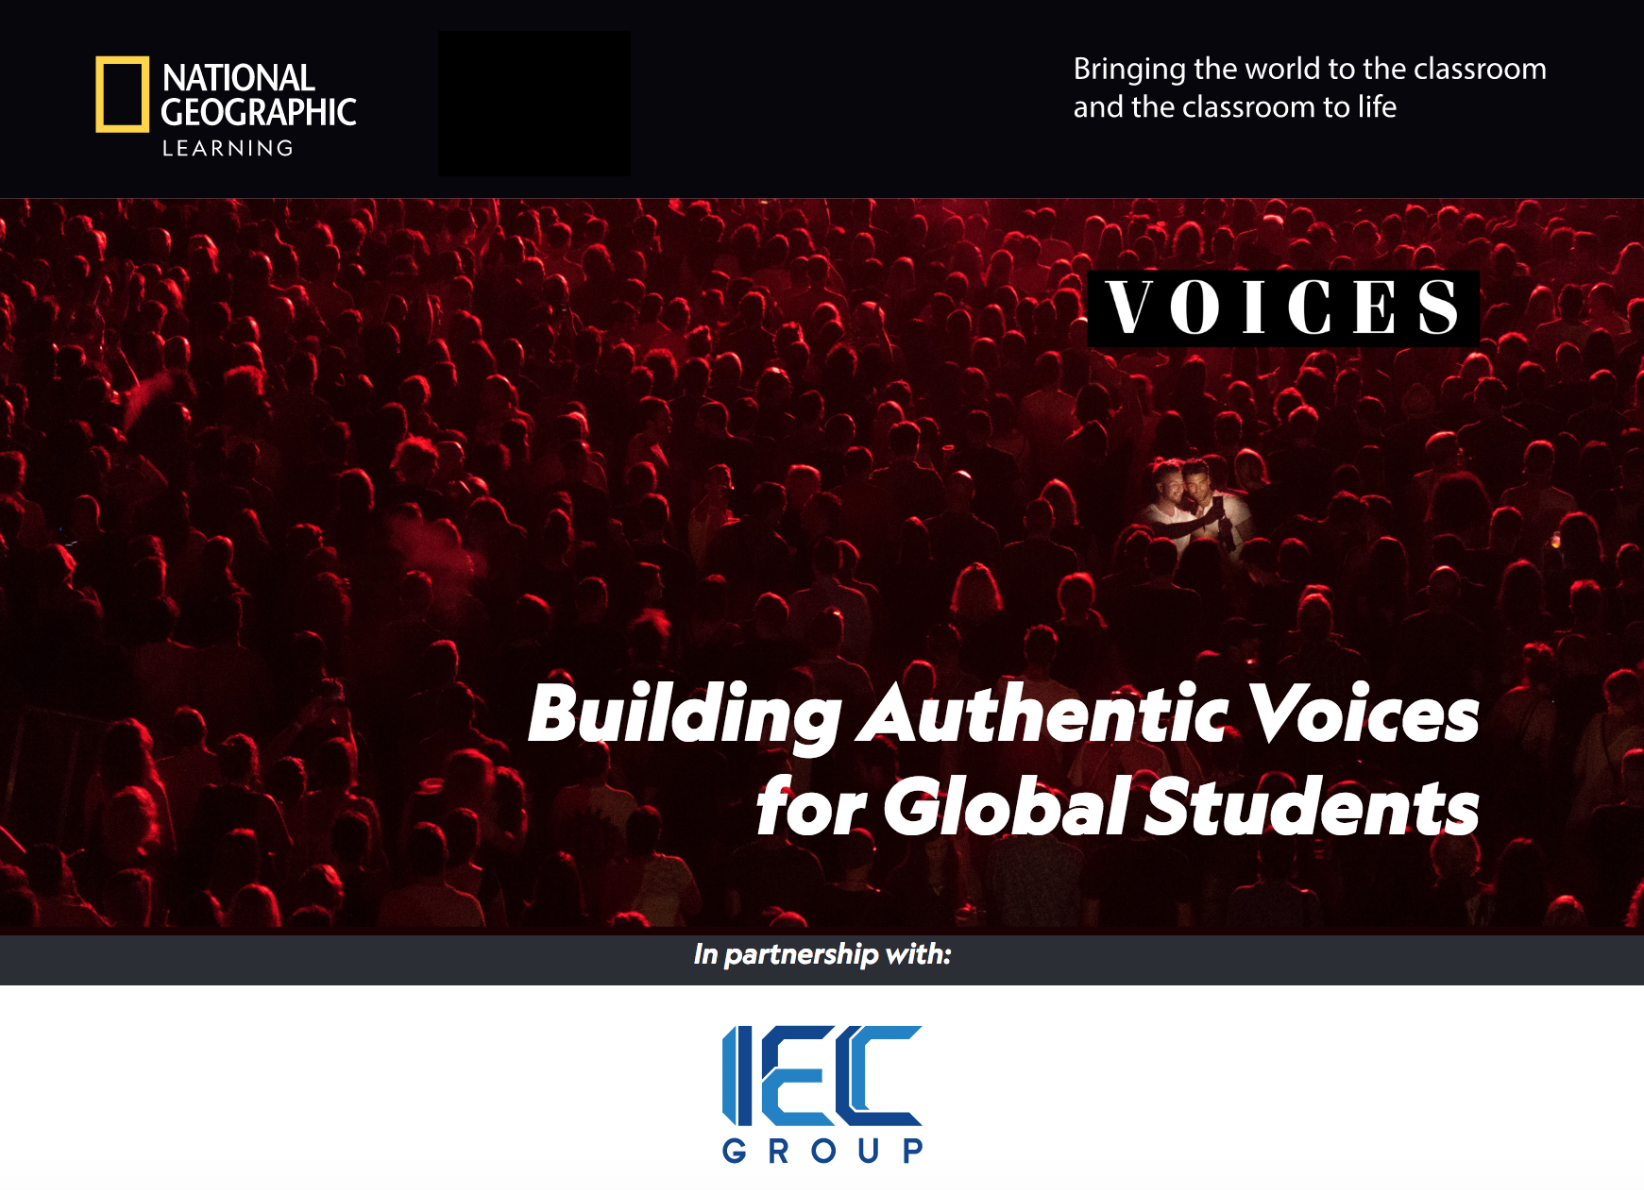 NATIONAL
GEOGRAPHIC
LEARNING
Bringing the world to the classroom
and the classroom to life
VOICES
Building Authentic Voices
for Global Students
In partnership with:
IEC
GROUP